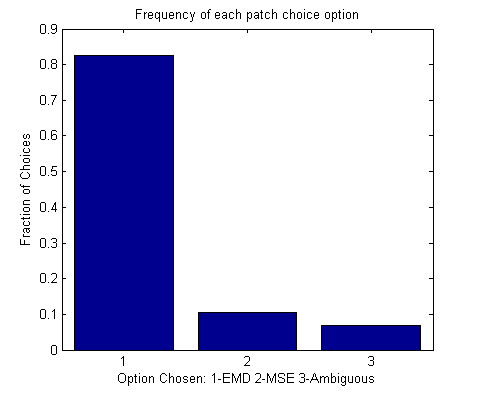 Frequency of each patch choice option
0.9
0.8
0.7
0.6
0.5
0.4
0.3
0.2
0.1
0
Fraction of Choices
1 2 3
Option Chosen: 1-EMD 2-MSE 3-Ambiguous